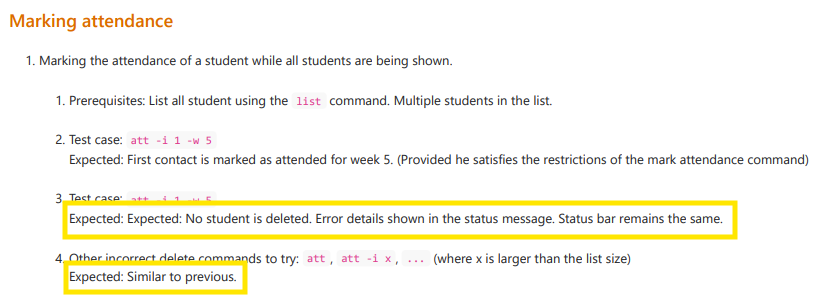 Marking attendance
1. Marking the attendance of a student while all students are being shown.
1. Prerequisites: List all student using the list command. Multiple students in the list.
2. Test case: att -i 1 -w 5
Expected: First contact is marked as attended for week 5. (Provided he satisfies the restrictions of the mark attendance command)
3. Test case: att -i 1 -w 5
Expected: Expected: No student is deleted. Error details shown in the status message. Status bar remains the same.
4. Other incorrect delete commands to try: att , att -i x , ... (where x is larger than the list size)
Expected: Similar to previous.